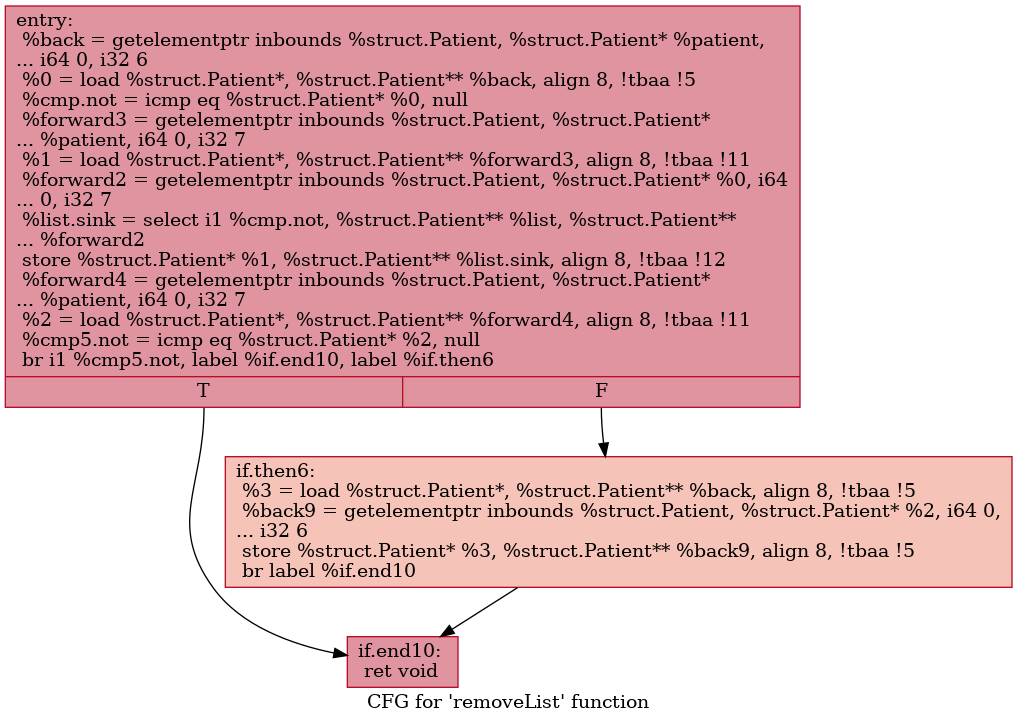 entry:
%back = getelementptr inbounds %struct.Patient, %struct.Patient* %patient,
... i64 0, i32 6
%0 = load %struct.Patient*, %struct.Patient** %back, align 8, !tbaa !5
%cmp.not = icmp eq %struct.Patient* %0, null
%forward3 = getelementptr inbounds %struct.Patient, %struct.Patient*
... %patient, i64 0, i32 7
%1 = load %struct.Patient*, %struct.Patient** %forward3, align 8, !tbaa !11
%forward2 = getelementptr inbounds %struct.Patient, %struct.Patient* %0, i64
... 0, i32 7
%list.sink = select i1 %cmp.not, %struct.Patient** %list, %struct.Patient**
... %forward2
store %struct.Patient* %1, %struct.Patient** %list.sink, align 8, !tbaa !12
%forward4 = getelementptr inbounds %struct.Patient, %struct.Patient*
... %patient, i64 0, i32 7
%2 = load %struct.Patient*, %struct.Patient** %forward4, align 8, !tbaa !11
%cmp5.not = icmp eq %struct.Patient* %2, null
br i1 %cmp5.not, label %if.end10, label %if.then6
T
F
if.then6:
%3 = load %struct.Patient*, %struct.Patient** %back, align 8, !tbaa !5
%back9 = getelementptr inbounds %struct.Patient, %struct.Patient* %2, i64 0,
... i32 6
store %struct.Patient* %3, %struct.Patient** %back9, align 8, !tbaa !5
br label %if.end10
if.end10:
ret void
CFG for 'removeList' function